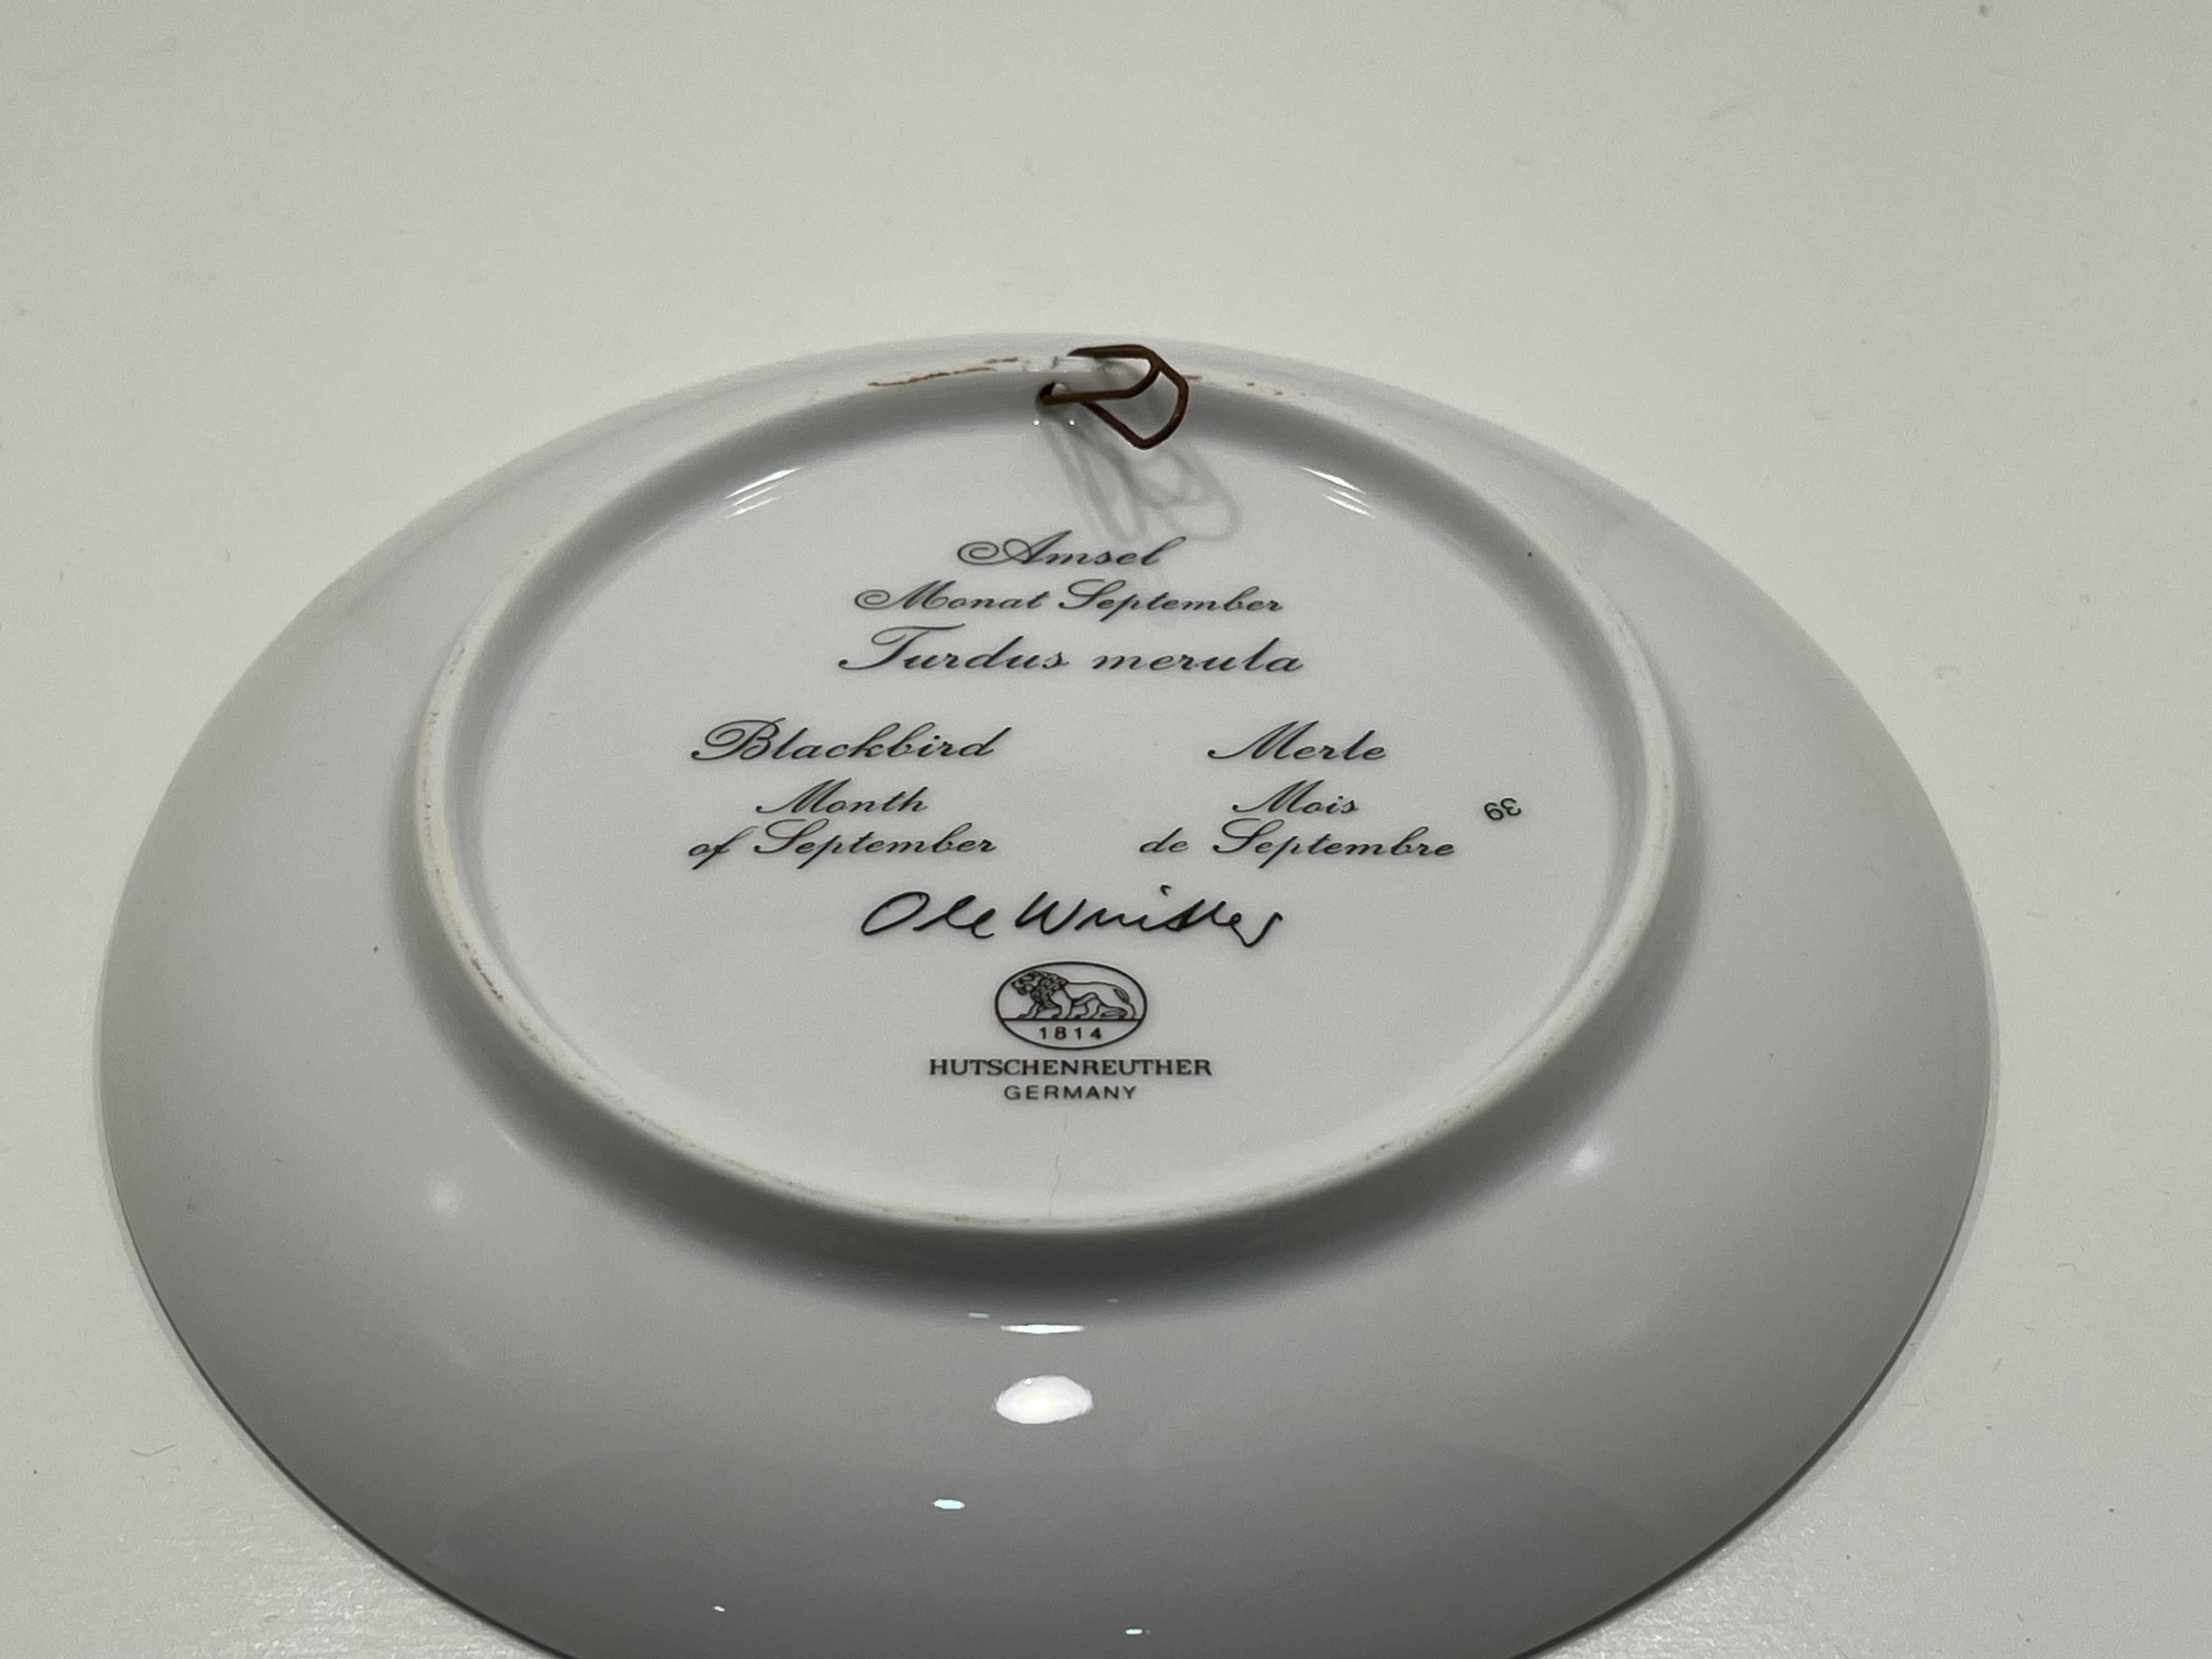 Amsel
Monat September
Turdus merula
Blackbird
Month
of September
Merle
Mois
de Septembre
39
Ole Winther
1814
HUTSCHENREUTHER
GERMANY